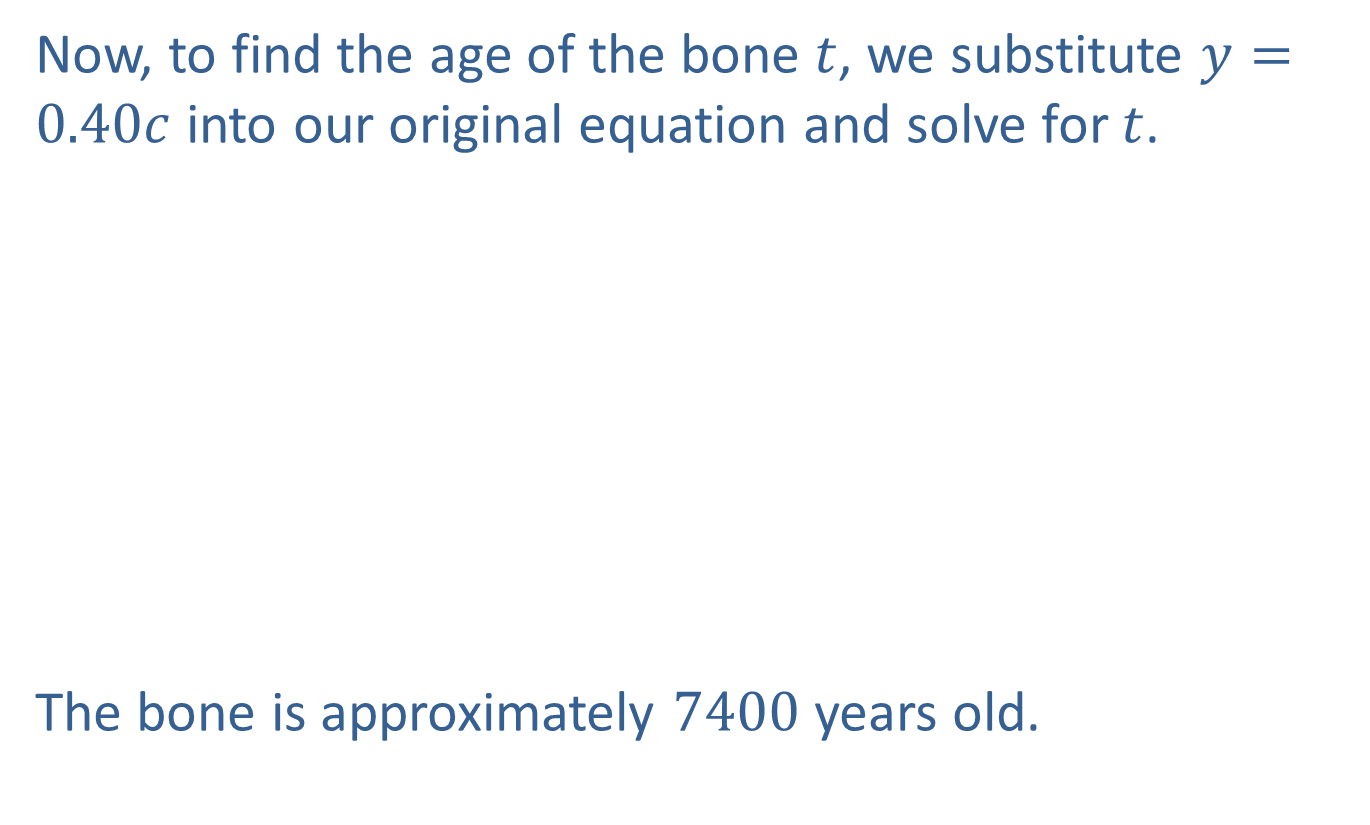 Now, to find the age of the bone 𝑡, we substitute 𝑦 =
0.40𝑐 into our original equation and solve for 𝑡.
The bone is approximately 7400 years old.